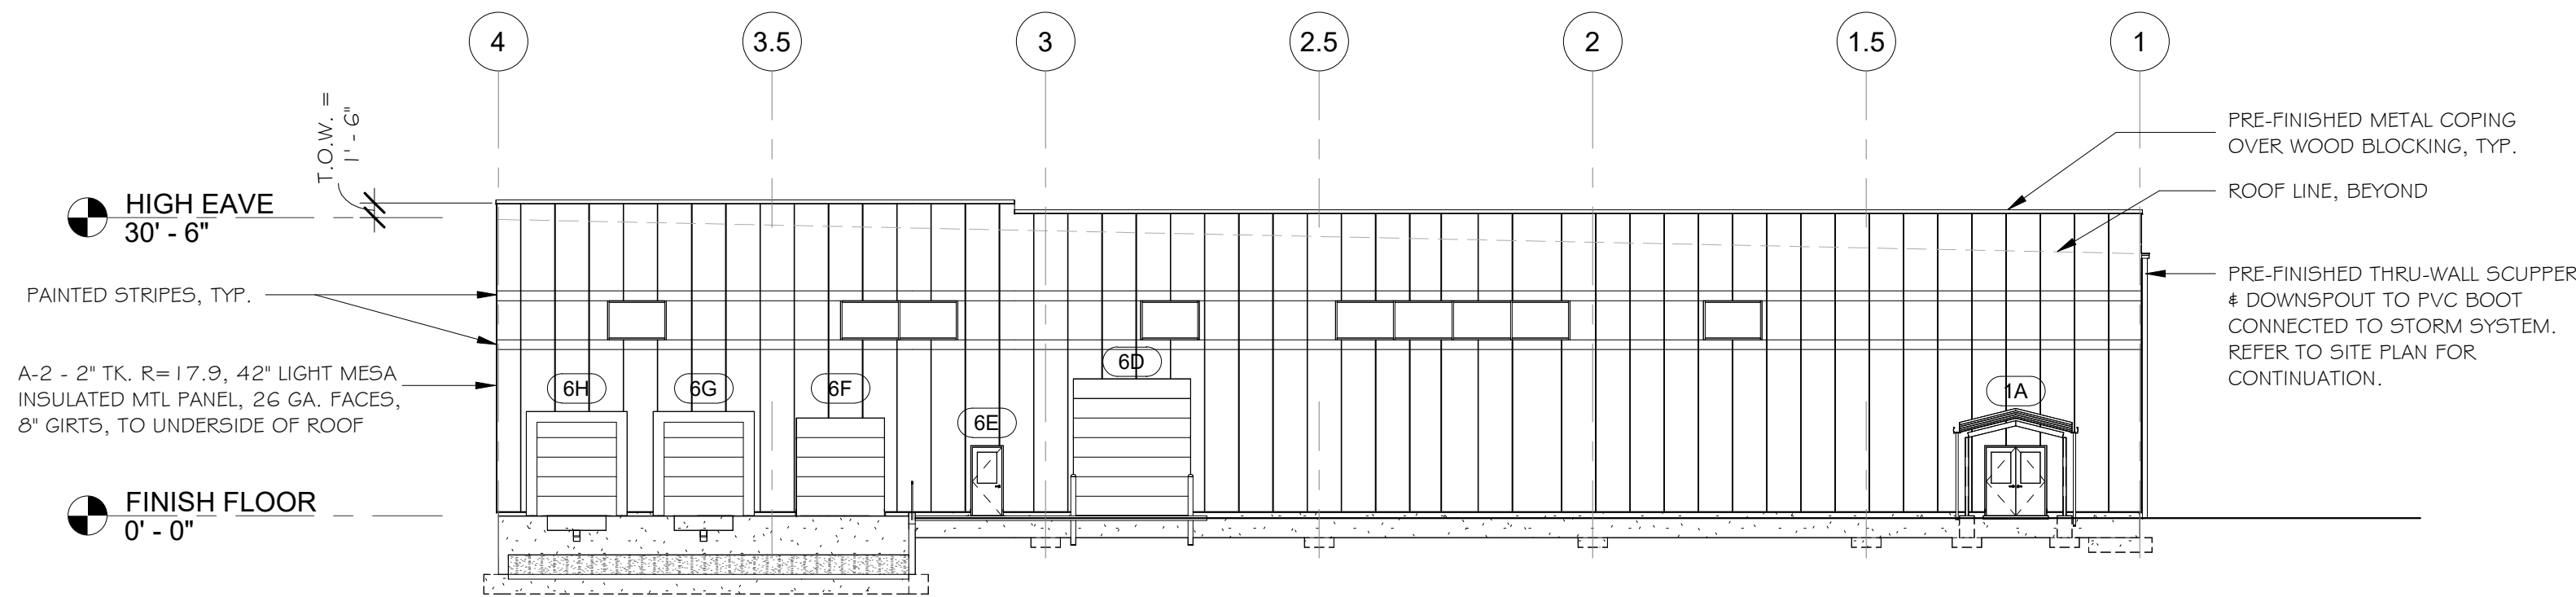 4
3.5
3
2.5
2
1.5
1
T.O.W. =
1' - 6"
HIGH EAVE
30' - 6"
PAINTED STRIPES, TYP.
A-2 - 2" TK. R=17.9, 42" LIGHT MESA
INSULATED MTL PANEL, 26 GA. FACES,
8" GIRTS, TO UNDERSIDE OF ROOF
FINISH FLOOR
0' - 0"
6H
6G
6F
6E
6D
1A
PRE-FINISHED METAL COPING
OVER WOOD BLOCKING, TYP.
ROOF LINE, BEYOND
PRE-FINISHED THRU-WALL SCUPPER
& DOWNSPOUT TO PVC BOOT
CONNECTED TO STORM SYSTEM.
REFER TO SITE PLAN FOR
CONTINUATION.